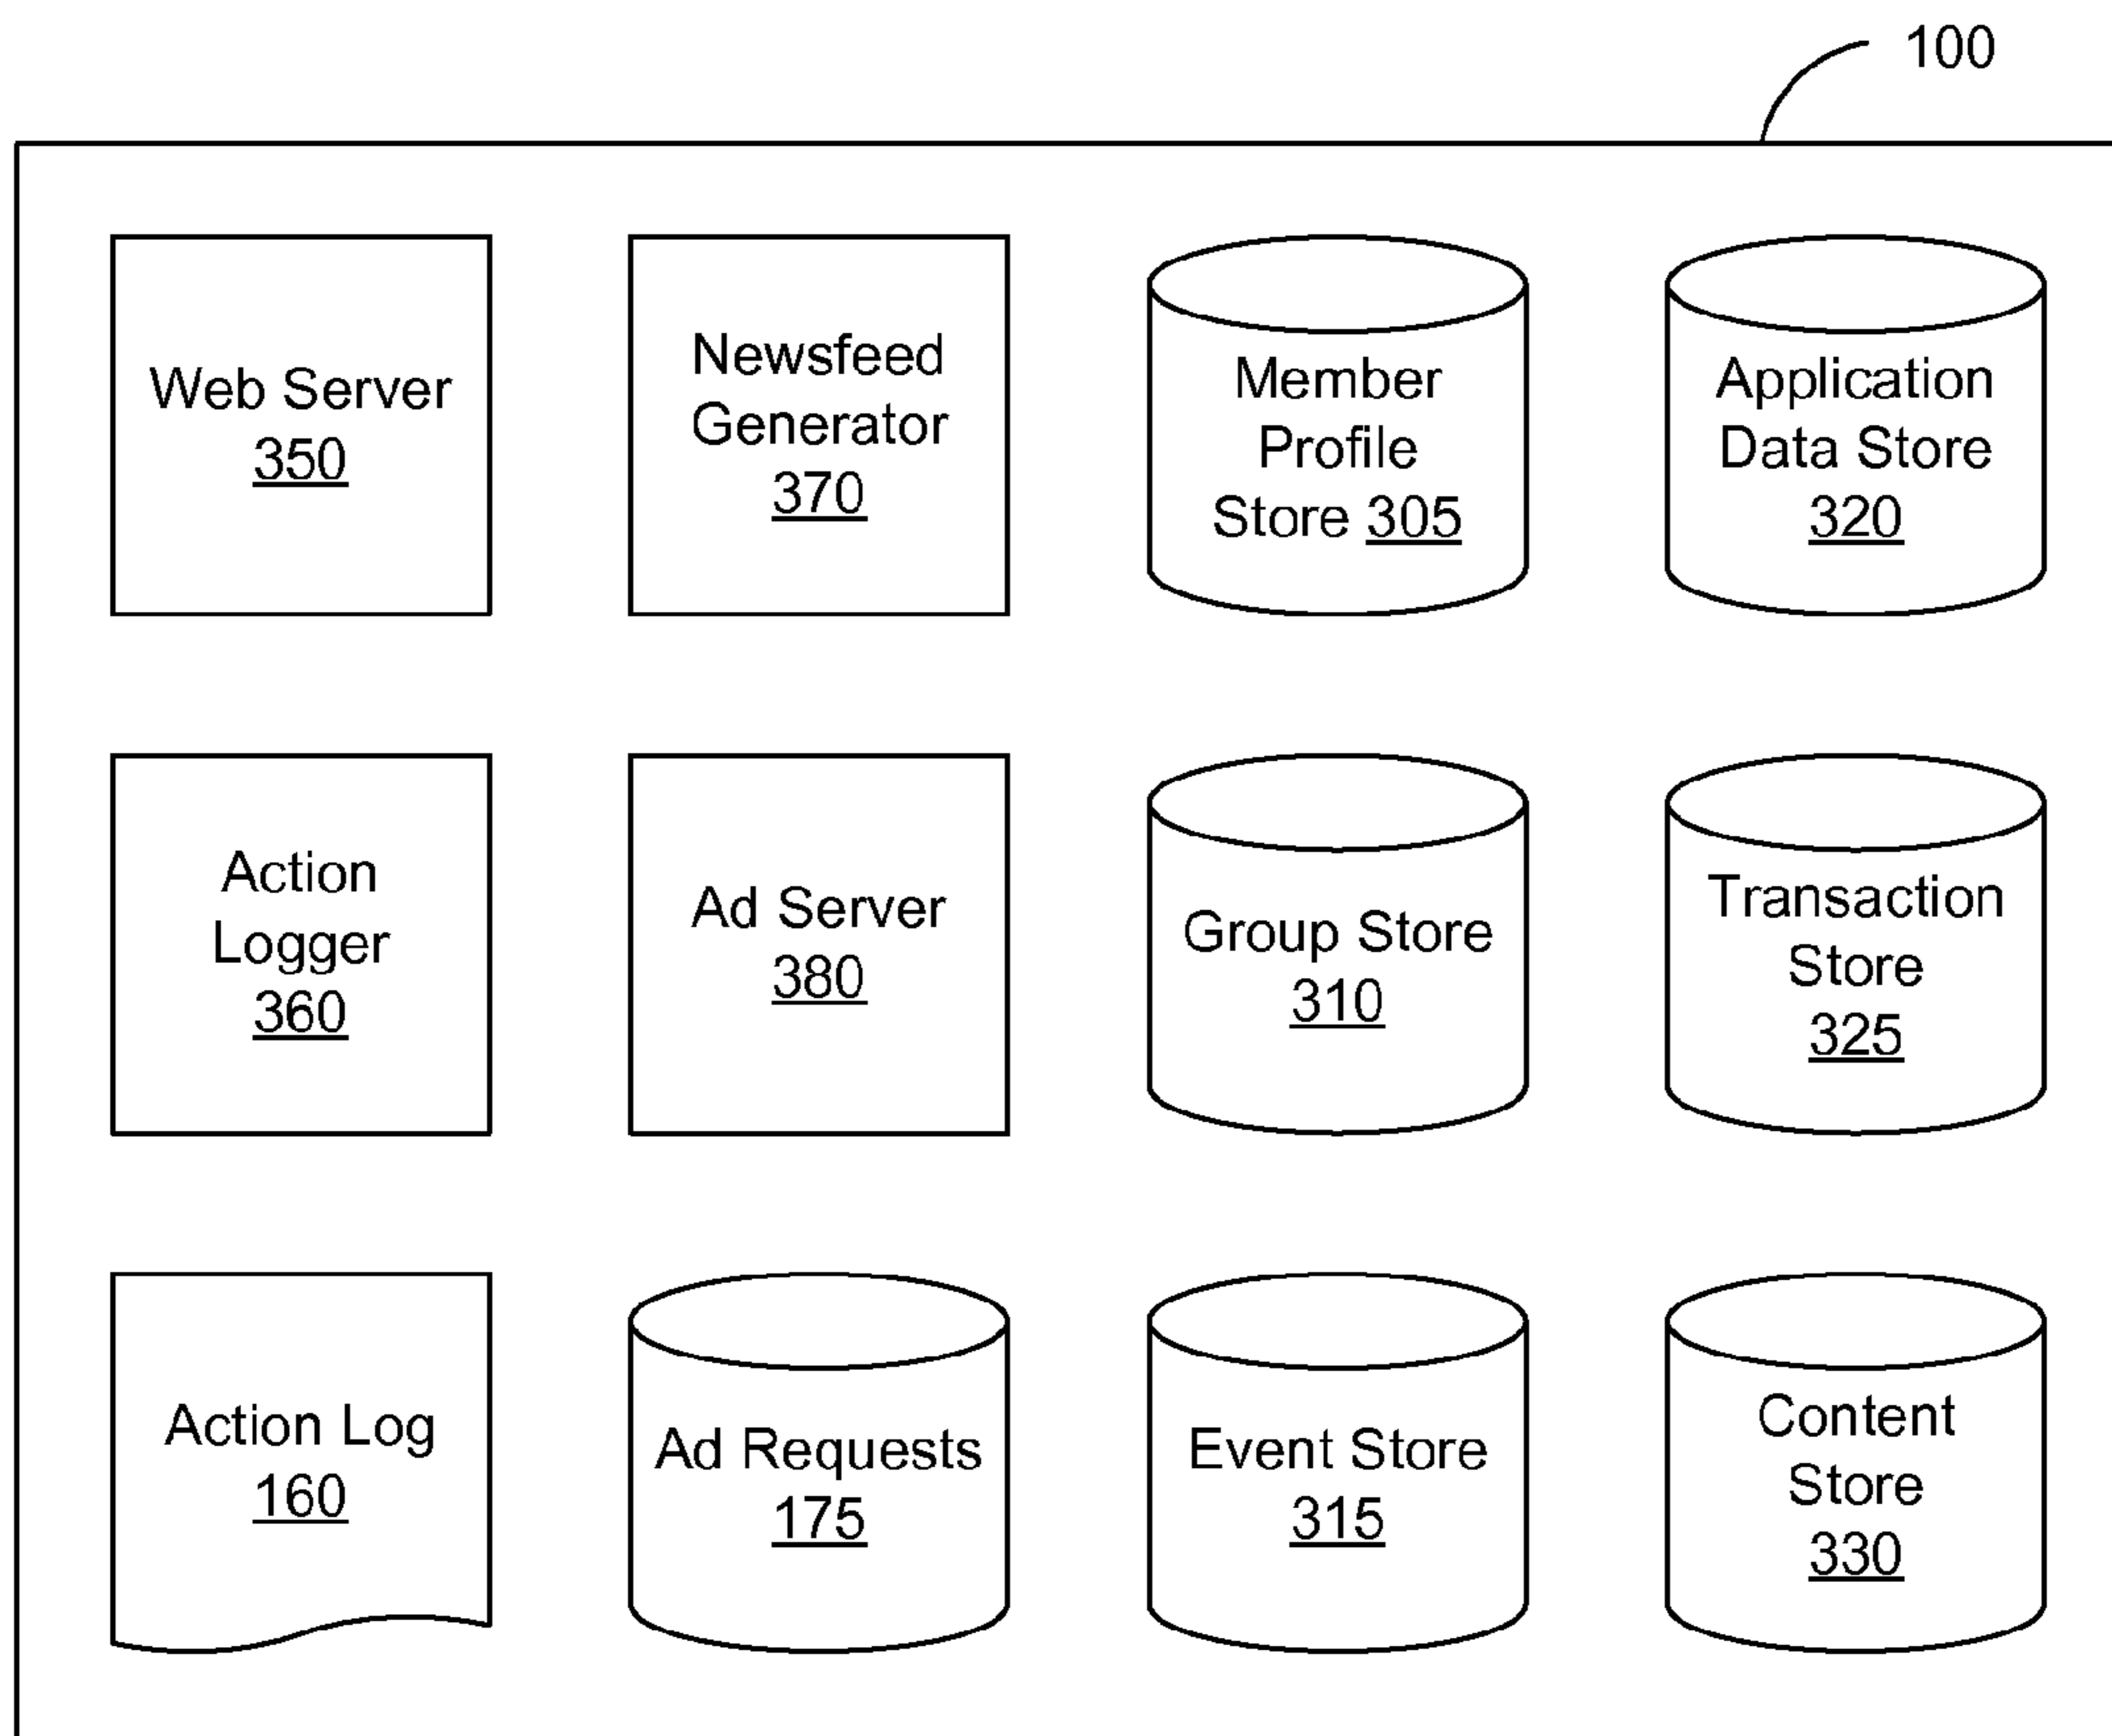 100
Web Server
350
Newsfeed
Generator
370
Member
Profile
Store 305
Application
Data Store
320
Action
Logger
360
Ad Server
380
Group Store
310
Transaction
Store
325
Action Log
160
Ad Requests
175
Event Store
315
Content
Store
330